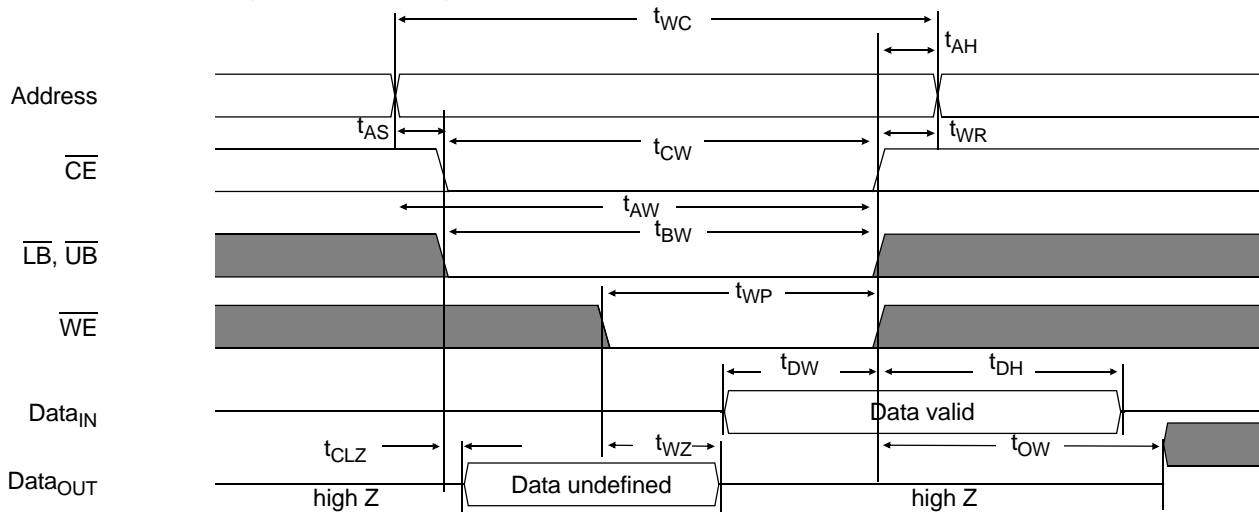 tWC
tAH
Address
tAS
tWR
tCW
CE
tAW
tBW
LB, UB
tWP
WE
tDW
tDH
DataIN
Data valid
tCLZ
tWZ
tOW
DataOUT
Data undefined
high Z
high Z